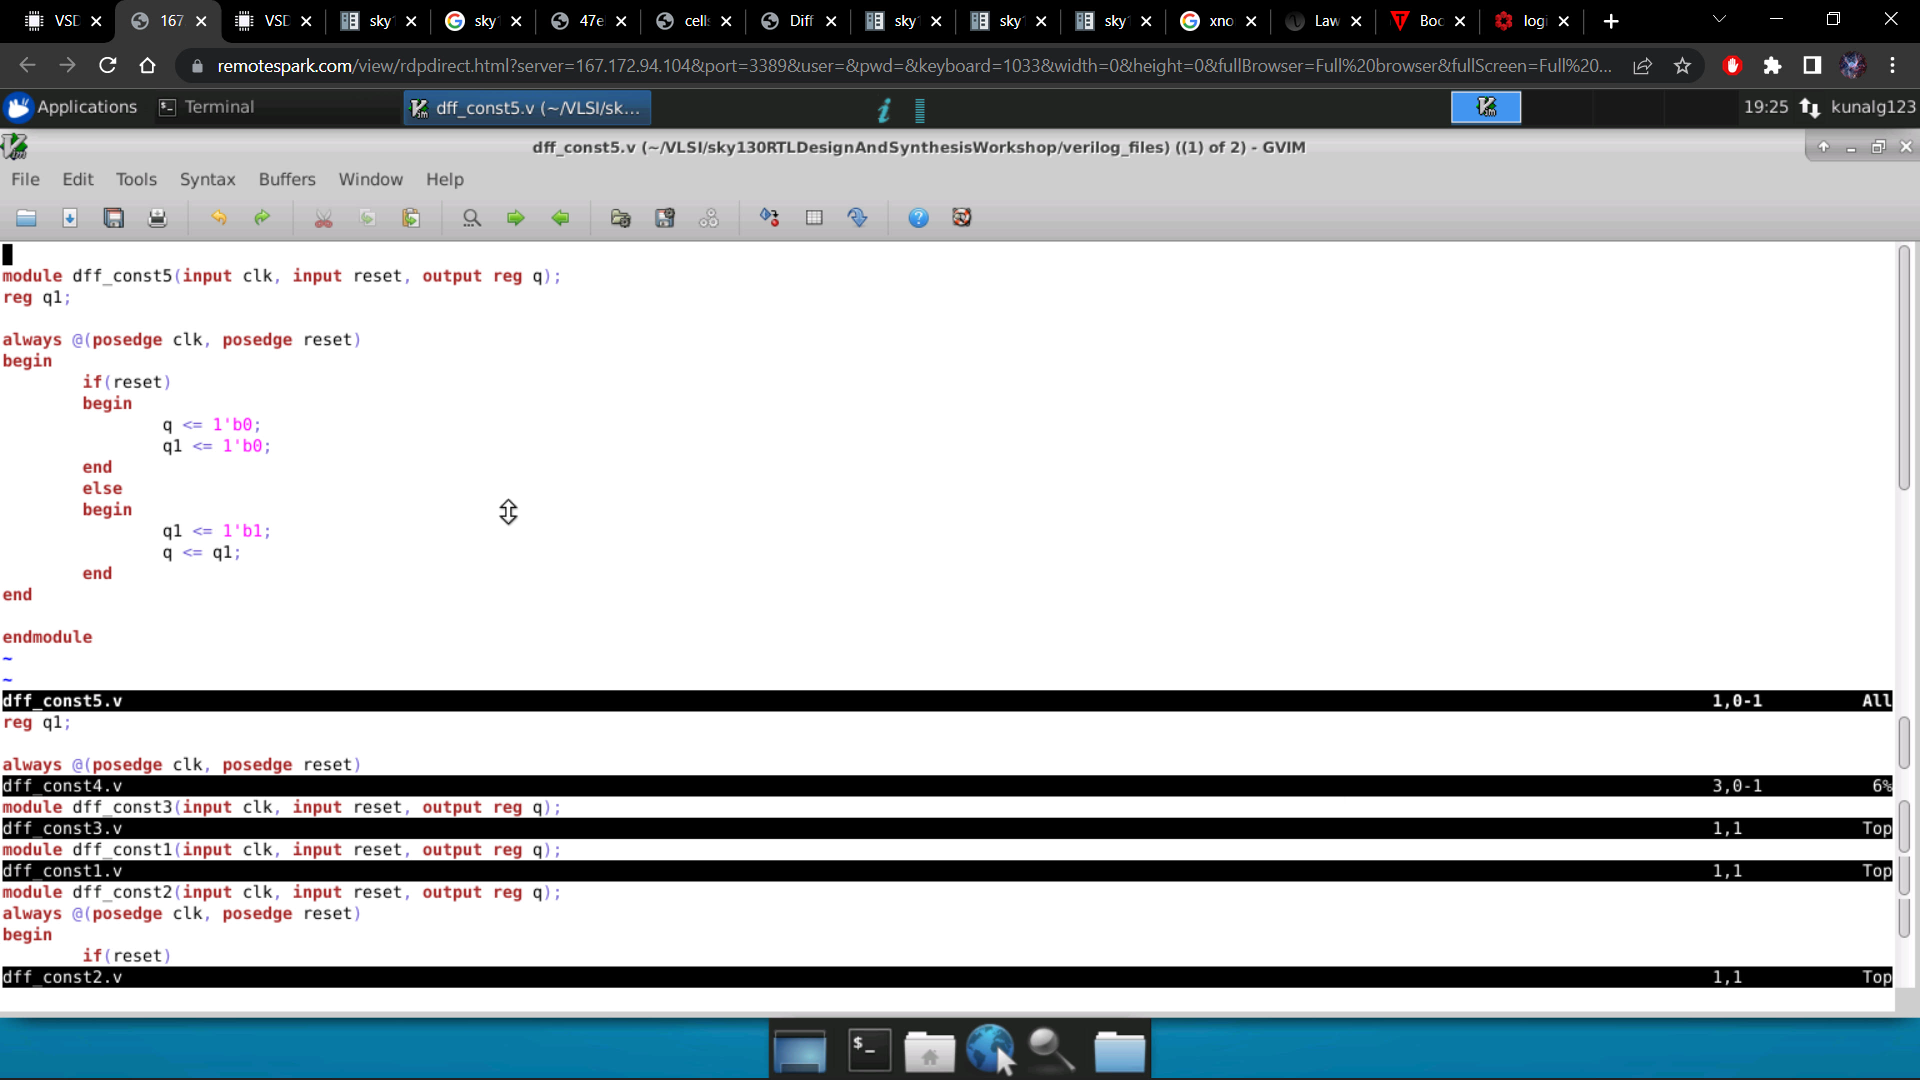 VSD
167
VSD
sky
sky
47e
cell
Diff
sky
sky
sky
xno
Law
Boc
logi
remotespark.com/view/rdpdirect.html?server=167.172.94.104&port=3389&user=&pwd=&keyboard=1033&width=0&height=0&fullBrowser=Full%20browser&fullScreen=Full%20...
Applications
Terminal
dff_const5.v (~/VLSI/sk...
19:25
kunalg123
dff_const5.v (~/VLSI/sky130RTLDesignAndSynthesisWorkshop/verilog_files) ((1) of 2) - GVIM
File Edit Tools Syntax Buffers Window Help
module dff_const5(input clk, input reset, output reg q);
reg q1;
always @(posedge clk, posedge reset)
begin
if(reset)
begin
q <= 1'b0;
q1 <= 1'b0;
end
else
begin
q1 <= 1'b1;
q <= q1;
end
end
endmodule
~
~
dff_const5.v 1,0-1 All
reg q1;
always @(posedge clk, posedge reset)
dff_const4.v 3,0-1 6%
module dff_const3(input clk, input reset, output reg q);
dff_const3.v 1,1 Top
module dff_const1(input clk, input reset, output reg q);
dff_const1.v 1,1 Top
module dff_const2(input clk, input reset, output reg q);
always @(posedge clk, posedge reset)
begin
if(reset)
dff_const2.v 1,1 Top